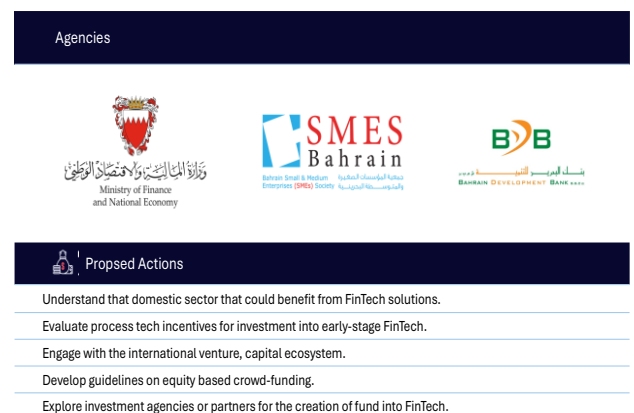 Agencies
وزارة المالية والاقتصاد الوطني
Ministry of Finance
and National Economy
SMES
Bahrain
Bahrain Small & Medium
Enterprises (SMEs) Society
جمعية المؤسسات الصغيرة
والمتوسطة البحرينية
BDB
بنك البحرين للتنمية
BAHRAIN DEVELOPMENT BANK
Propsed Actions
Understand that domestic sector that could benefit from FinTech solutions.
Evaluate process tech incentives for investment into early-stage FinTech.
Engage with the international venture, capital ecosystem.
Develop guidelines on equity based crowd-funding.
Explore investment agencies or partners for the creation of fund into FinTech.